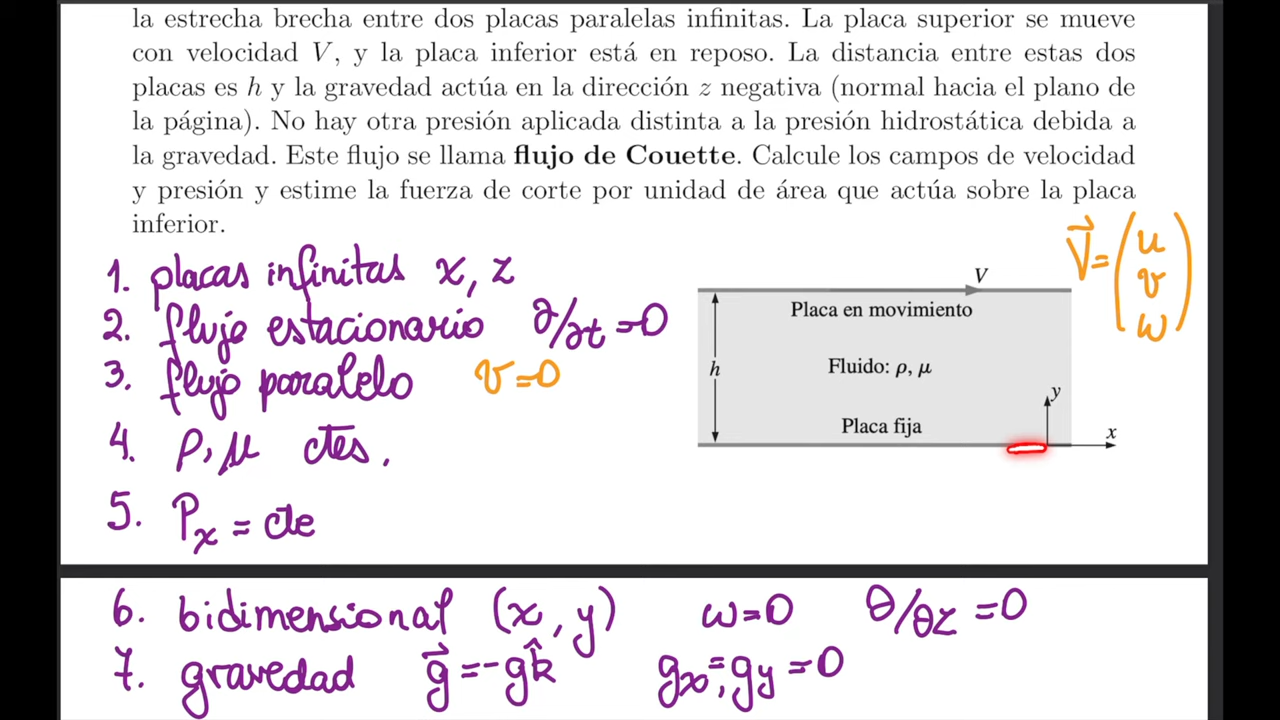 la estrecha brecha entre dos placas paralelas infinitas. La placa superior se mueve
con velocidad V, y la placa inferior está en reposo. La distancia entre estas dos
placas es h y la gravedad actúa en la dirección z negativa (normal hacia el plano de
la página). No hay otra presión aplicada distinta a la presión hidrostática debida a
la gravedad. Este flujo se llama flujo de Couette. Calcule los campos de velocidad
y presión y estime la fuerza de corte por unidad de área que actúa sobre la placa
inferior.
1. placas infinitas x, z
2. flujo estacionario ∂/∂t = 0
3. flujo paralelo v = 0
4. ρ, μ ctes.
5. P_x = cte
V⃗ = (u v w)
V
Placa en movimiento
h
Fluido: ρ, μ
y
Placa fija
x
6. bidimensional (x, y) w = 0 ∂/∂z = 0
7. gravedad g⃗ = -g k̂ g_x =, g_y = 0